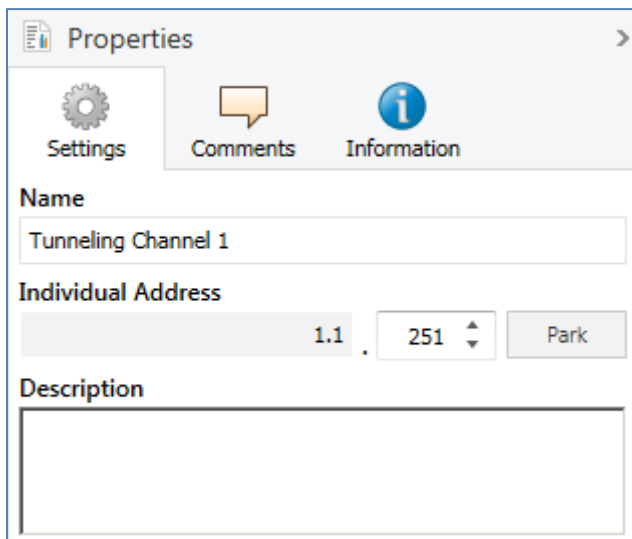 Properties
Settings Comments Information
Name
Tunneling Channel 1
Individual Address
1.1 . 251 Park
Description